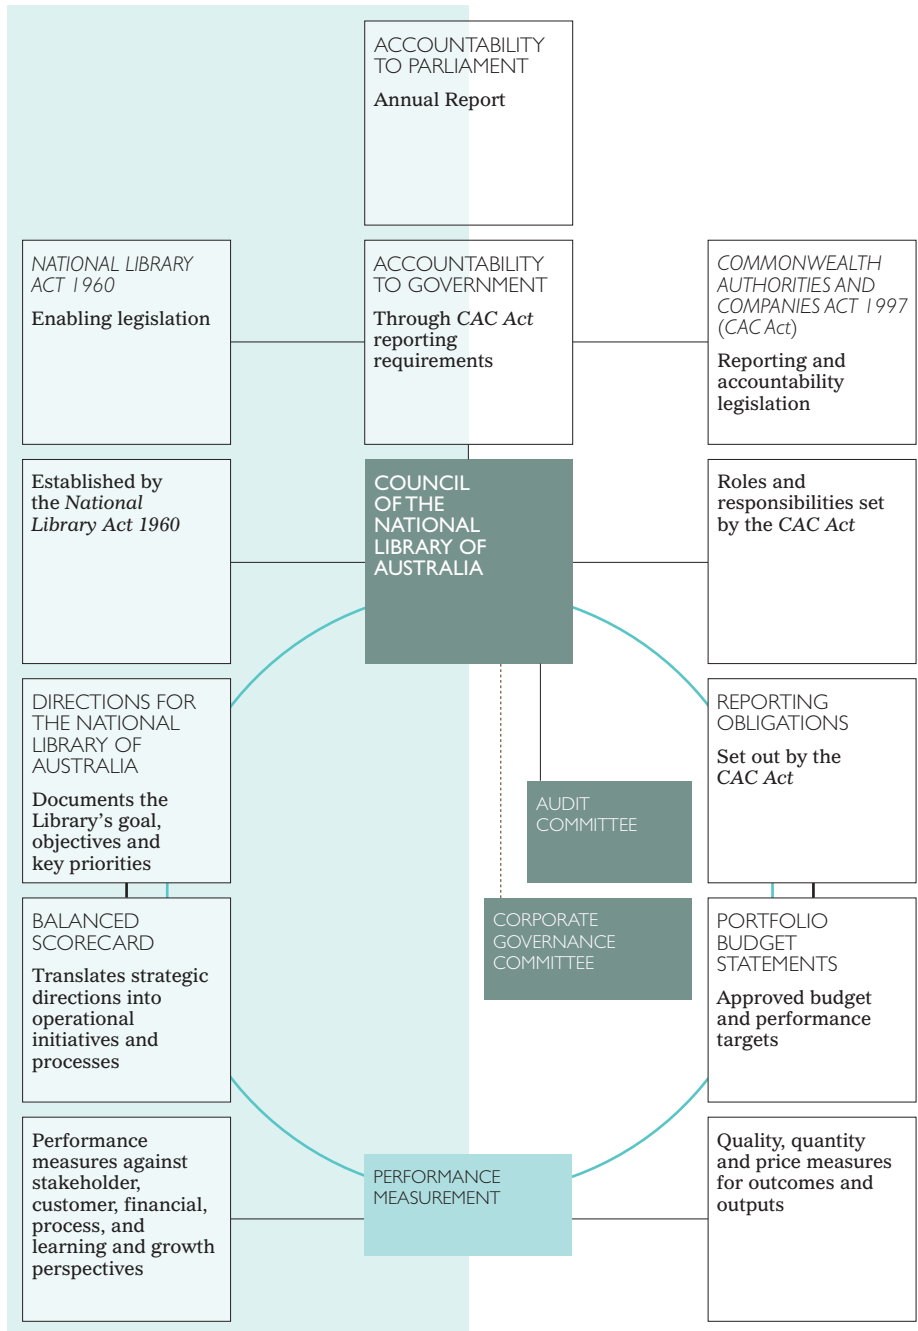 ACCOUNTABILITY
TO PARLIAMENT
Annual Report
NATIONAL LIBRARY
ACT 1960
Enabling legislation
ACCOUNTABILITY
TO GOVERNMENT
Through CAC Act
reporting
requirements
COMMONWEALTH
AUTHORITIES AND
COMPANIES ACT 1997
(CAC Act)
Reporting and
accountability
legislation
Established by
the National
Library Act 1960
COUNCIL
OF THE
NATIONAL
LIBRARY OF
AUSTRALIA
Roles and
responsibilities set
by the CAC Act
DIRECTIONS FOR
THE NATIONAL
LIBRARY OF
AUSTRALIA
Documents the
Library’s goal,
objectives and
key priorities
AUDIT
COMMITTEE
REPORTING
OBLIGATIONS
Set out by the
CAC Act
BALANCED
SCORECARD
Translates strategic
directions into
operational
initiatives and
processes
CORPORATE
GOVERNANCE
COMMITTEE
PORTFOLIO
BUDGET
STATEMENTS
Approved budget
and performance
targets
Performance
measures against
stakeholder,
customer, financial,
process, and
learning and growth
perspectives
PERFORMANCE
MEASUREMENT
Quality, quantity
and price measures
for outcomes and
outputs